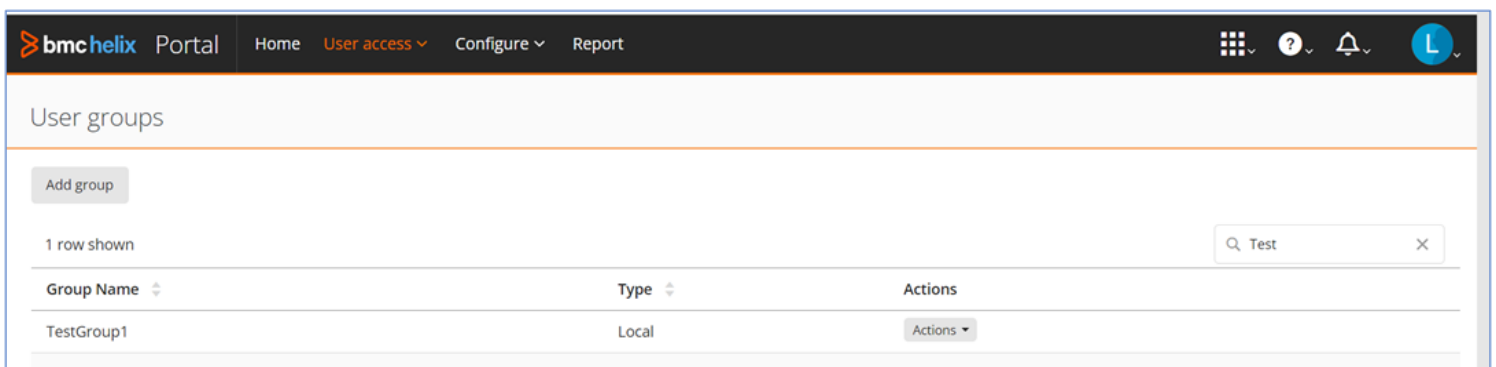 bmc helix Portal Home User access Configure Report ? L
User groups
Add group
1 row shown Test
Group Name Type Actions
TestGroup1 Local Actions